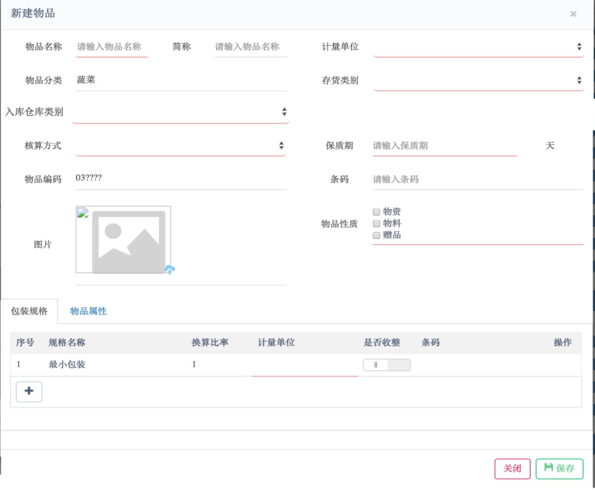 新建物品 ×
物品名称 请输入物品名称 简称 请输入物品名称 计量单位
物品分类 蔬菜 存货类别
入库仓库类别
核算方式 保质期 请输入保质期 天
物品编码 03???? 条码 请输入条码
图片 物品性质
物资
物料
赠品
包装规格 物品属性
序号 规格名称 换算比率 计量单位 是否收整 条码 操作
1 最小包装 1
+
关闭 保存